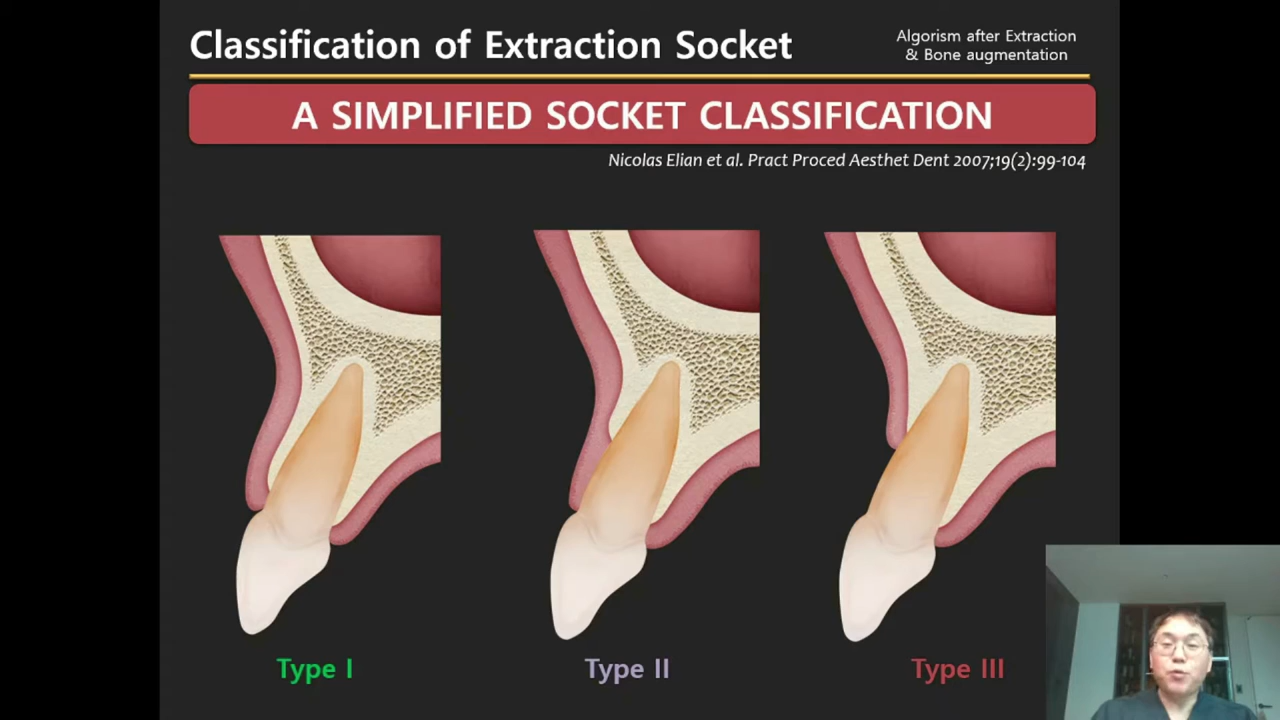 Classification of Extraction Socket
Algorism after Extraction
& Bone augmentation
A SIMPLIFIED SOCKET CLASSIFICATION
Nicolas Elian et al. Pract Proced Aesthet Dent 2007;19(2):99-104
Type I
Type II
Type III